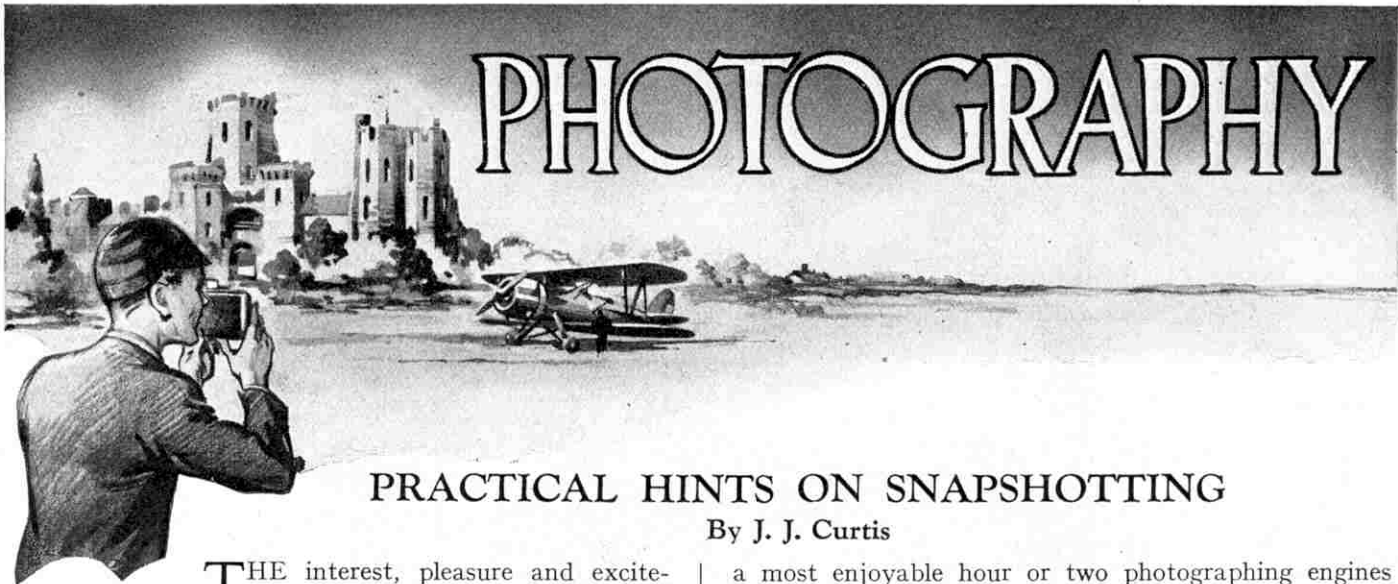 PHOTOGRAPHY
PRACTICAL HINTS ON SNAPSHOTTING
By J. J. Curtis
THE interest, pleasure and excite-
a most enjoyable hour or two photographing engines